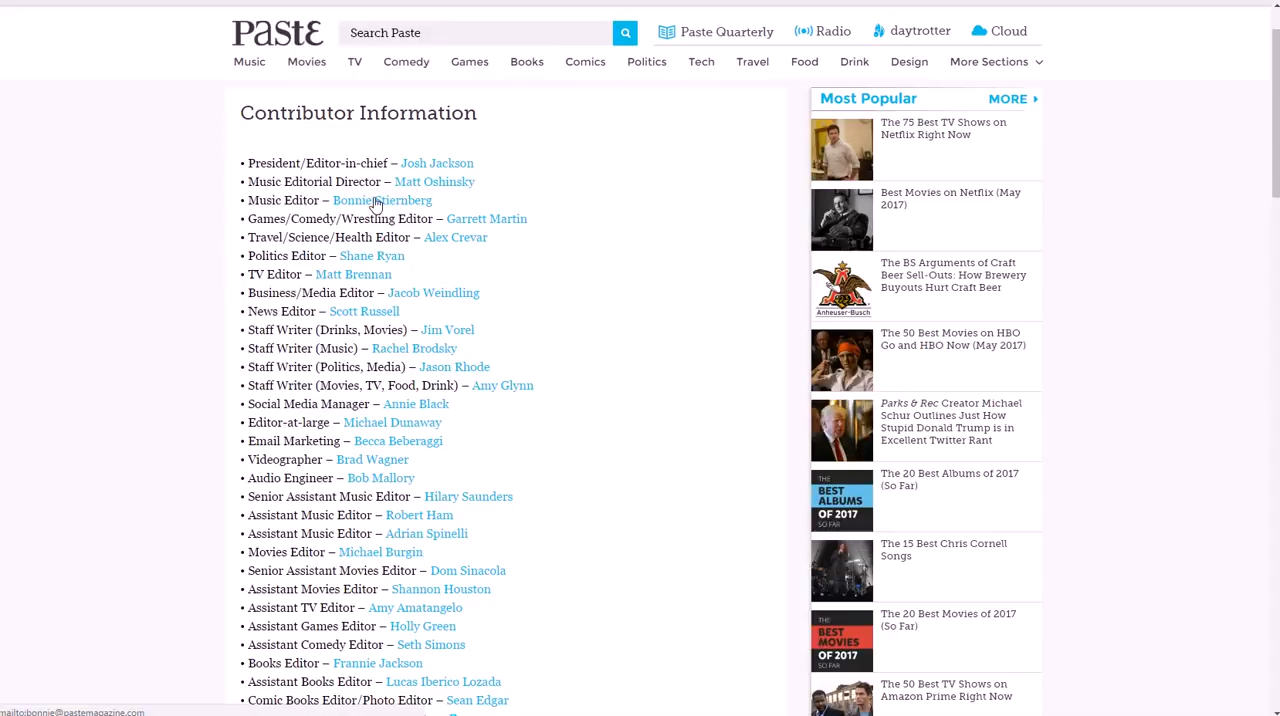 Paste
Search Paste
Paste Quarterly
Radio
daytrotter
Cloud
Music
Movies
TV
Comedy
Games
Books
Comics
Politics
Tech
Travel
Food
Drink
Design
More Sections
Contributor Information
• President/Editor-in-chief – Josh Jackson
• Music Editorial Director – Matt Oshinsky
• Music Editor – Bonnie Stiernberg
• Games/Comedy/Wrestling Editor – Garrett Martin
• Travel/Science/Health Editor – Alex Crevar
• Politics Editor – Shane Ryan
• TV Editor – Matt Brennan
• Business/Media Editor – Jacob Weindling
• News Editor – Scott Russell
• Staff Writer (Drinks, Movies) – Jim Vorel
• Staff Writer (Music) – Rachel Brodsky
• Staff Writer (Politics, Media) – Jason Rhode
• Staff Writer (Movies, TV, Food, Drink) – Amy Glynn
• Social Media Manager – Annie Black
• Editor-at-large – Michael Dunaway
• Email Marketing – Becca Beberaggi
• Videographer – Brad Wagner
• Audio Engineer – Bob Mallory
• Senior Assistant Music Editor – Hilary Saunders
• Assistant Music Editor – Robert Ham
• Assistant Music Editor – Adrian Spinelli
• Movies Editor – Michael Burgin
• Senior Assistant Movies Editor – Dom Sinacola
• Assistant Movies Editor – Shannon Houston
• Assistant TV Editor – Amy Amatangelo
• Assistant Games Editor – Holly Green
• Assistant Comedy Editor – Seth Simons
• Books Editor – Frannie Jackson
• Assistant Books Editor – Lucas Iberico Lozada
• Comic Books Editor/Photo Editor – Sean Edgar
mailto:bonnie@pastemagazine.com
Most Popular
MORE
The 75 Best TV Shows on
Netflix Right Now
Best Movies on Netflix (May
2017)
Anheuser-Busch
The BS Arguments of Craft
Beer Sell-Outs: How Brewery
Buyouts Hurt Craft Beer
The 50 Best Movies on HBO
Go and HBO Now (May 2017)
Parks & Rec Creator Michael
Schur Outlines Just How
Stupid Donald Trump is in
Excellent Twitter Rant
THE
BEST
ALBUMS
OF 2017
SO FAR
The 20 Best Albums of 2017
(So Far)
The 15 Best Chris Cornell
Songs
THE
BEST
MOVIES
OF 2017
SO FAR
The 20 Best Movies of 2017
(So Far)
The 50 Best TV Shows on
Amazon Prime Right Now